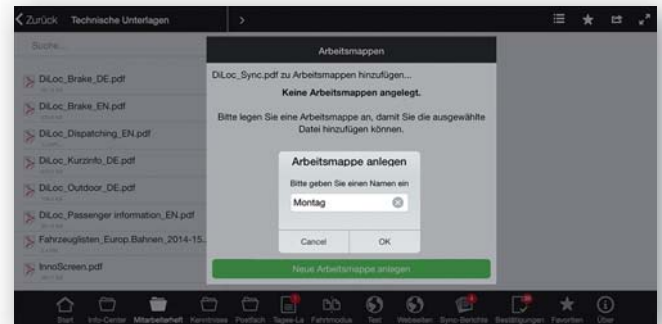 Zurück Technische Unterlagen
Suche...
Arbeitsmappen
DiLoc_Sync.pdf zu Arbeitsmappen hinzufügen...
Keine Arbeitsmappen angelegt.
Bitte legen Sie eine Arbeitsmappe an, damit Sie die ausgewählte
Datei hinzufügen können.
DiLoc_Brake_DE.pdf
DiLoc_Brake_EN.pdf
DiLoc_Dispatching_EN.pdf
DiLoc_Kurzinfo_DE.pdf
DiLoc_Outdoor_DE.pdf
DiLoc_Passenger information_EN.pdf
Fahrzeuglisten_Europ.Bahnen_2014-15..
InnoScreen.pdf
Arbeitsmappe anlegen
Bitte geben Sie einen Namen ein
Montag
Cancel OK
Neue Arbeitsmappe anlegen
Start Info-Center Mitarbeiterheft Kenntnisse Postfach Tages-La Fahrtmodus Test Webseiten Sync-Berichte Bestätigungen Favoriten Über